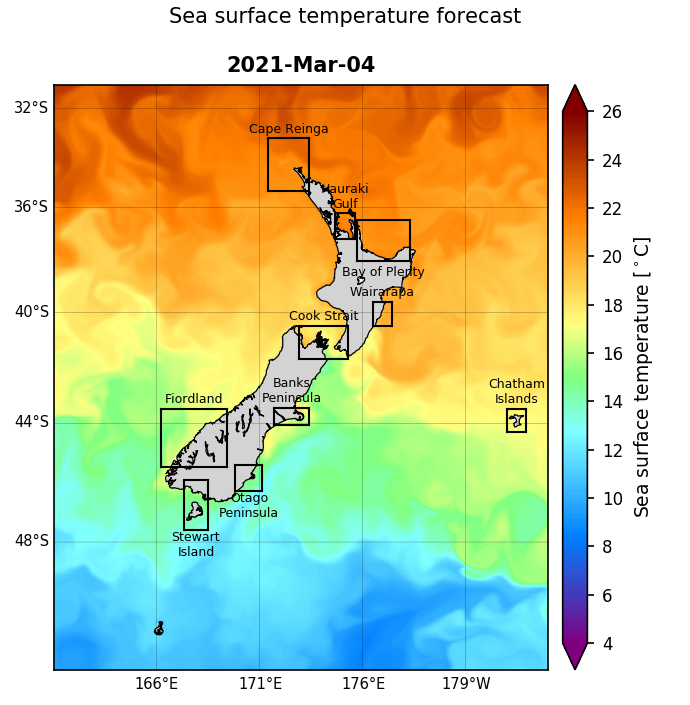 Sea surface temperature forecast
2021-Mar-04
32°S
36°S
40°S
44°S
48°S
166°E
171°E
176°E
179°W
Cape Reinga
Hauraki
Gulf
Bay of Plenty
Wairarapa
Cook Strait
Banks
Peninsula
Fiordland
Chatham
Islands
Otago
Peninsula
Stewart
Island
26
24
22
20
18
16
14
12
10
8
6
4
Sea surface temperature [°C]